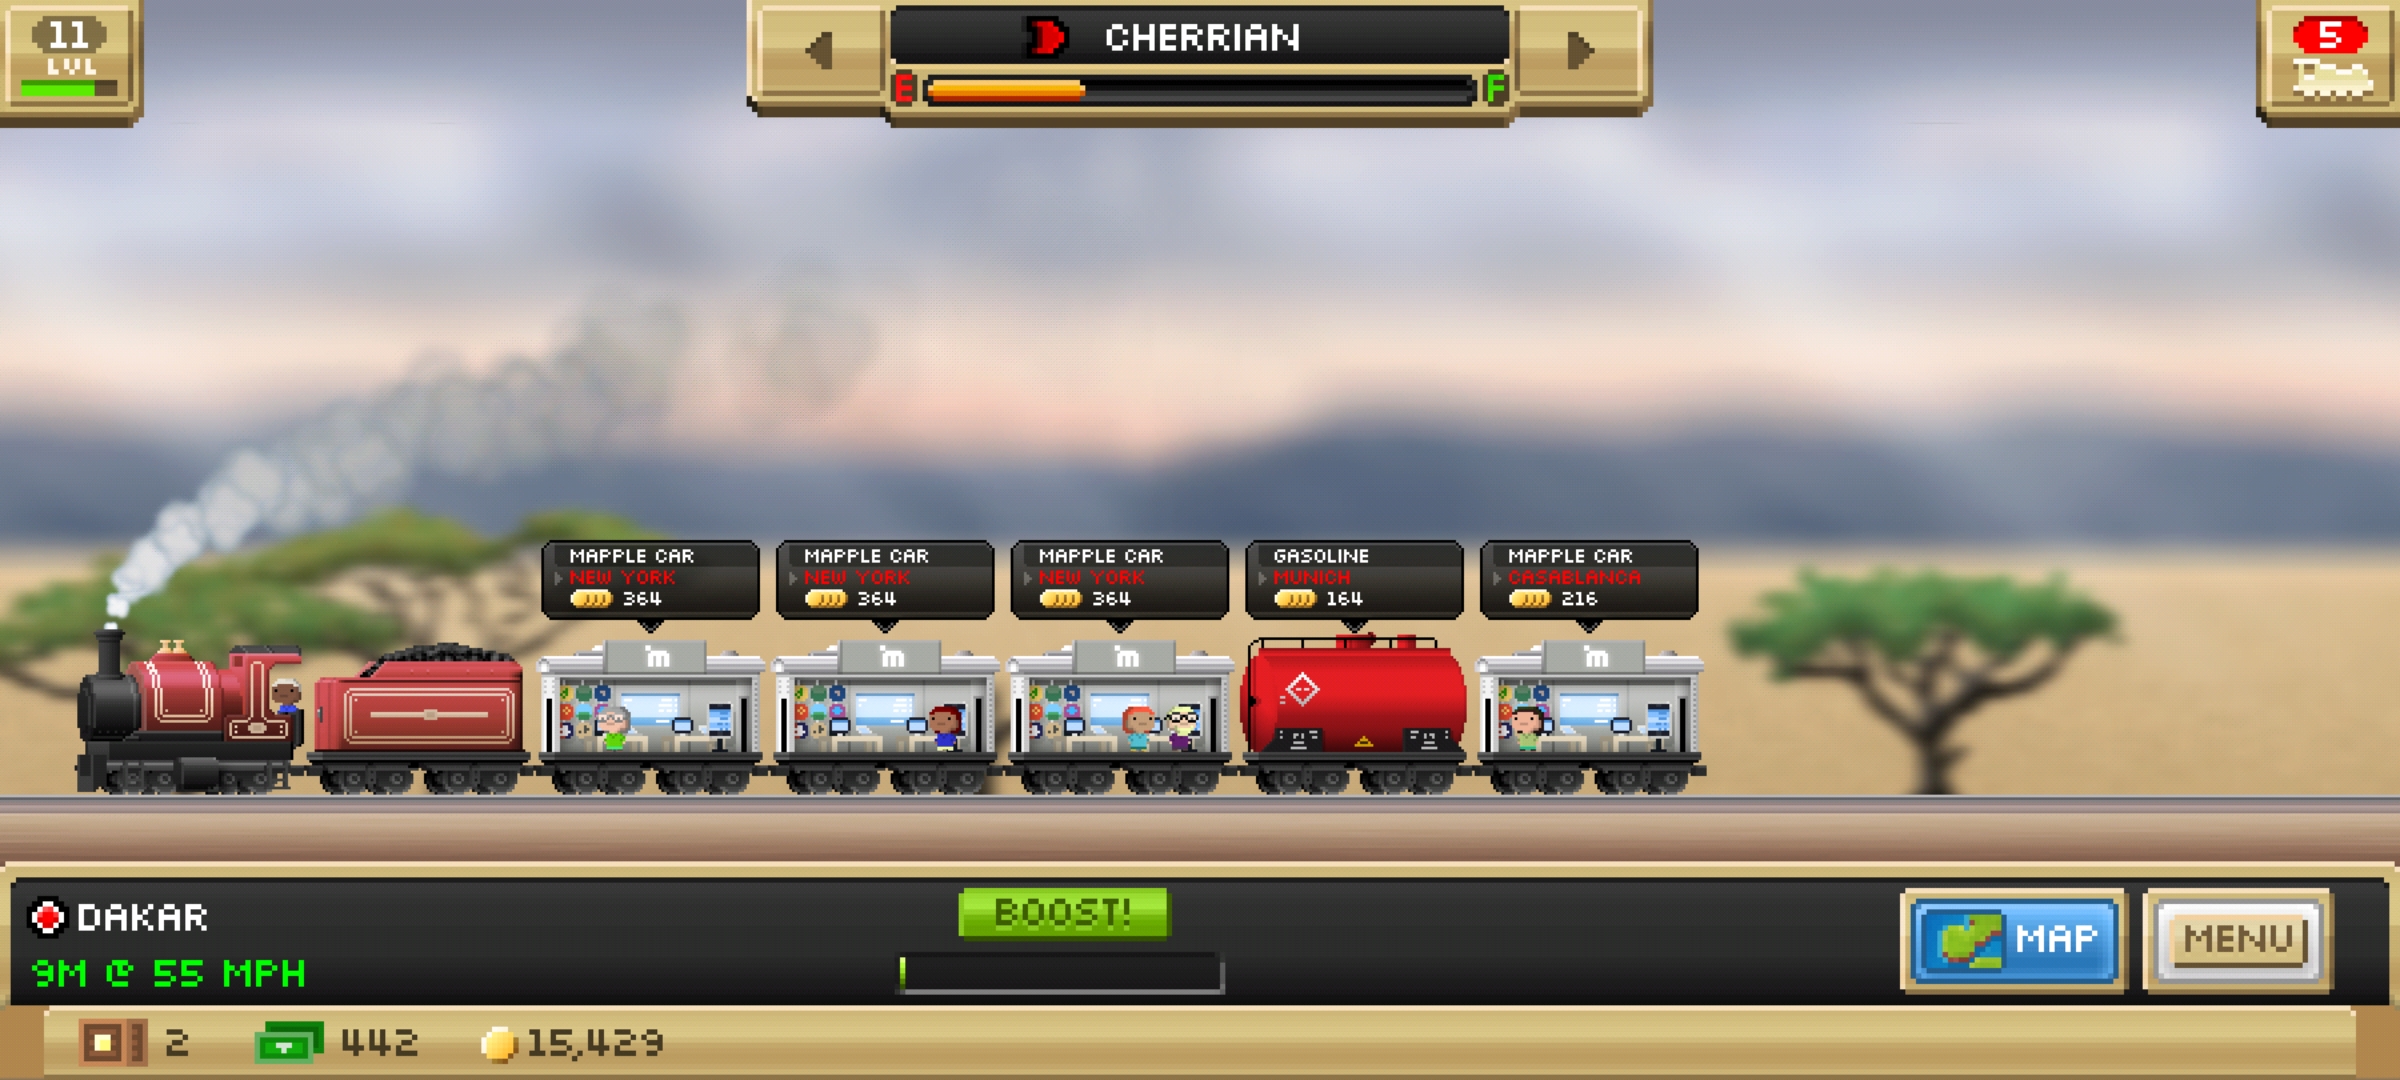 11
LVL
CHERRIAN
E F
5
MAPPLE CAR
NEW YORK
364
MAPPLE CAR
NEW YORK
364
MAPPLE CAR
NEW YORK
364
GASOLINE
MUNICH
164
MAPPLE CAR
CASABLANCA
216
m
m
m
m
DAKAR
9M @ 55 MPH
BOOST!
MAP
MENU
2
442
15,429